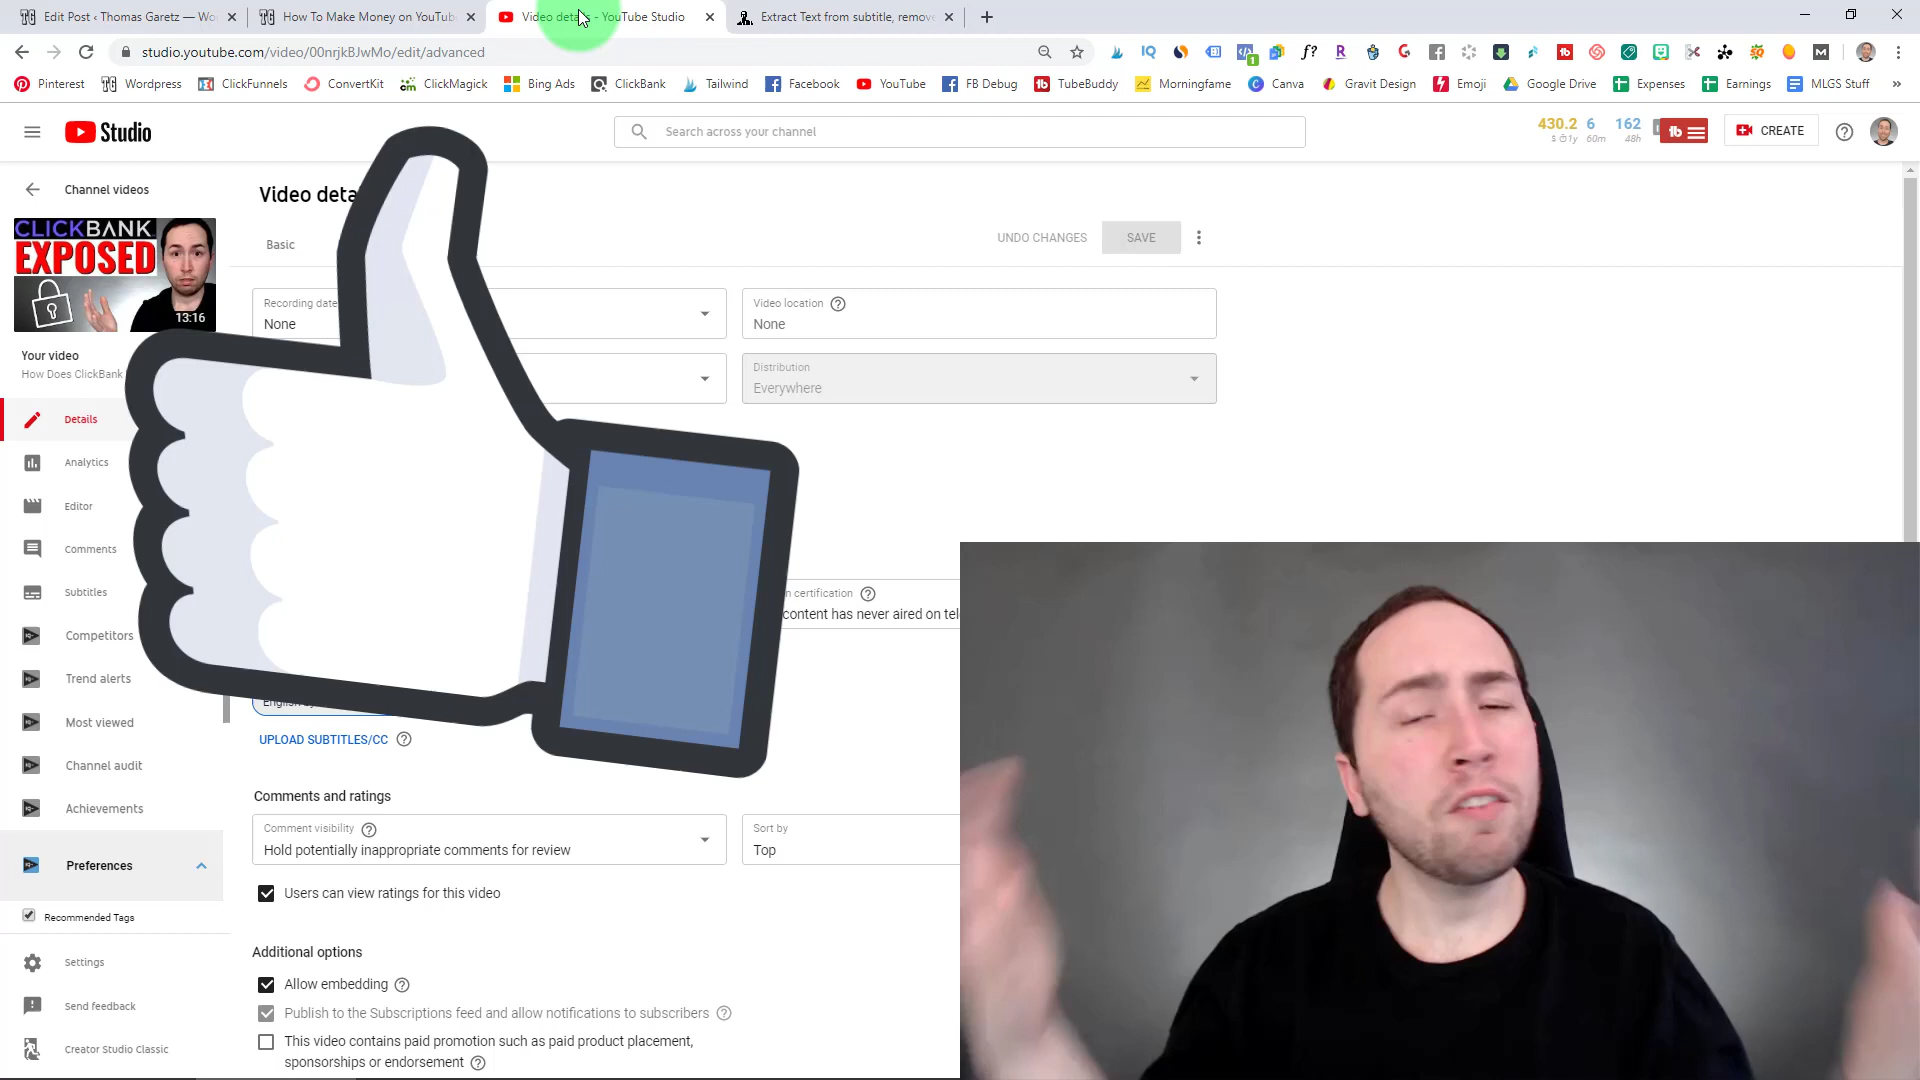 Edit Post ‹ Thomas Garetz — Wo
How To Make Money on YouTub
Video details - YouTube Studio
Extract Text from subtitle, remove
studio.youtube.com/video/00nrjkBJwMo/edit/advanced
Pinterest
Wordpress
ClickFunnels
ConvertKit
ClickMagick
Bing Ads
ClickBank
Tailwind
Facebook
YouTube
FB Debug
TubeBuddy
Morningfame
Canva
Gravit Design
Emoji
Google Drive
Expenses
Earnings
MLGS Stuff
Studio
Search across your channel
430.2 6 162
60m 48h
CREATE
Channel videos
Video deta
CLICKBANK
EXPOSED
13:16
Basic
UNDO CHANGES
SAVE
Recording date
None
Video location
None
Your video
How Does ClickBank
Distribution
Everywhere
Details
Analytics
Editor
Comments
Subtitles
Competitors
Trend alerts
Most viewed
Channel audit
Achievements
Preferences
Recommended Tags
Settings
Send feedback
Creator Studio Classic
n certification
content has never aired on tel
UPLOAD SUBTITLES/CC
Comments and ratings
Comment visibility
Hold potentially inappropriate comments for review
Sort by
Top
Users can view ratings for this video
Additional options
Allow embedding
Publish to the Subscriptions feed and allow notifications to subscribers
This video contains paid promotion such as paid product placement,
sponsorships or endorsement